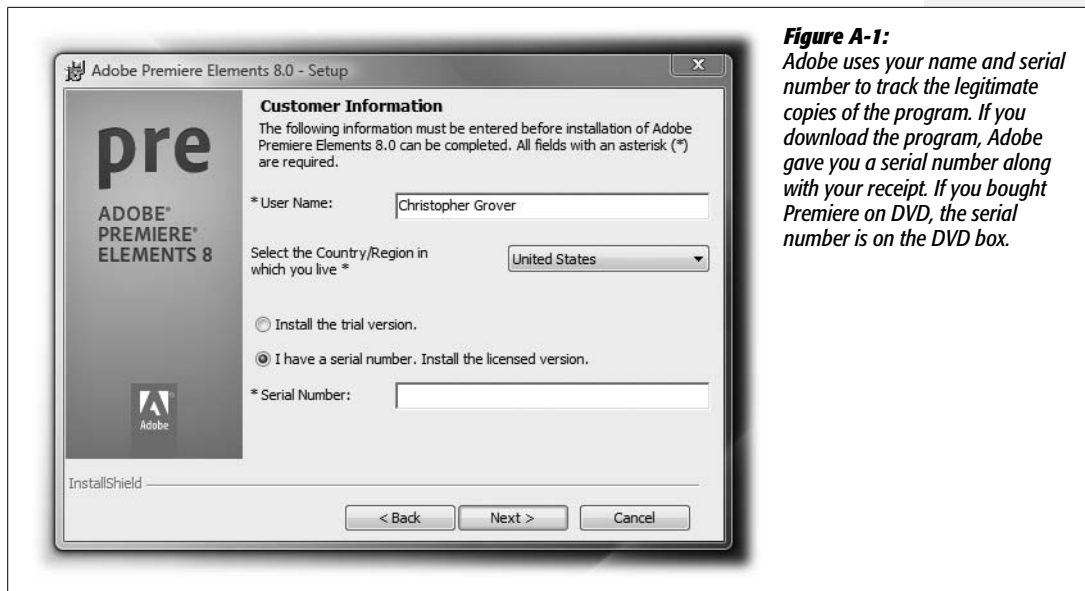 Adobe Premiere Elements 8.0 - Setup
X
pre
ADOBE®
PREMIERE®
ELEMENTS 8
Adobe
Customer Information
The following information must be entered before installation of Adobe
Premiere Elements 8.0 can be completed. All fields with an asterisk (*)
are required.
* User Name:
Christopher Grover
Select the Country/Region in
which you live *
United States
Install the trial version.
I have a serial number. Install the licensed version.
* Serial Number:
InstallShield
< Back
Next >
Cancel
Figure A-1:
Adobe uses your name and serial
number to track the legitimate
copies of the program. If you
download the program, Adobe
gave you a serial number along
with your receipt. If you bought
Premiere on DVD, the serial
number is on the DVD box.